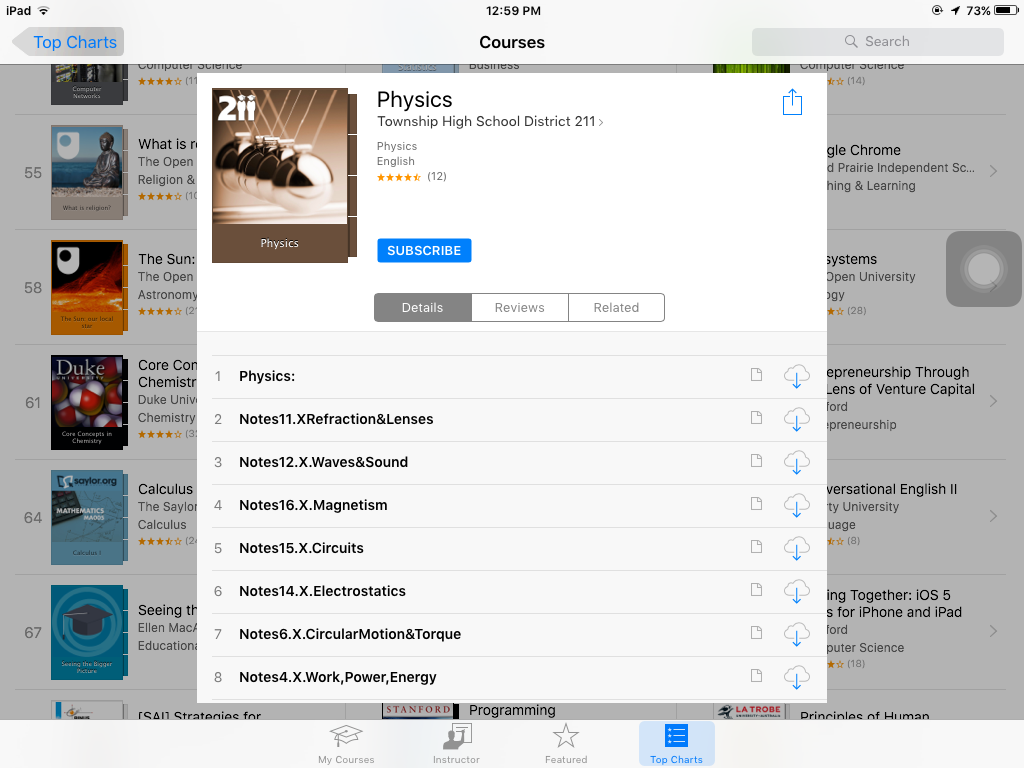 iPad
12:59 PM
73%
Top Charts
Courses
Search
Computer Science
Computer
Networks
Statistics
Business
Computer Science
(14)
55
What is religion?
What is re
The Open
Religion &
58
The Sun: our local
star
The Sun:
The Open
Astronomy
61
Duke
UNIVERSITY
Core Concepts in
Chemistry
Core Con
Chemistr
Duke Univ
Chemistry
64
saylor.org
MATHEMATICS
MA005
Calculus I
Calculus
The Saylor
Calculus
67
Seeing the Bigger
Picture
Seeing th
Ellen MacA
Educationa
[SAI] Strategies for
211
Physics
Physics
Township High School District 211 >
Physics
English
(12)
SUBSCRIBE
Details
Reviews
Related
1 Physics:
2 Notes11.XRefraction&Lenses
3 Notes12.X.Waves&Sound
4 Notes16.X.Magnetism
5 Notes15.X.Circuits
6 Notes14.X.Electrostatics
7 Notes6.X.CircularMotion&Torque
8 Notes4.X.Work,Power,Energy
gle Chrome
d Prairie Independent Sc...
hing & Learning
systems
Open University
ogy
(28)
epreneurship Through
Lens of Venture Capital
ford
epreneurship
versational English II
rty University
uage
(8)
ing Together: iOS 5
s for iPhone and iPad
ford
puter Science
(18)
STANFORD
Programming
LA TROBE
UNIVERSITY•AUSTRALIA
Principles of Human
My Courses
Instructor
Featured
Top Charts